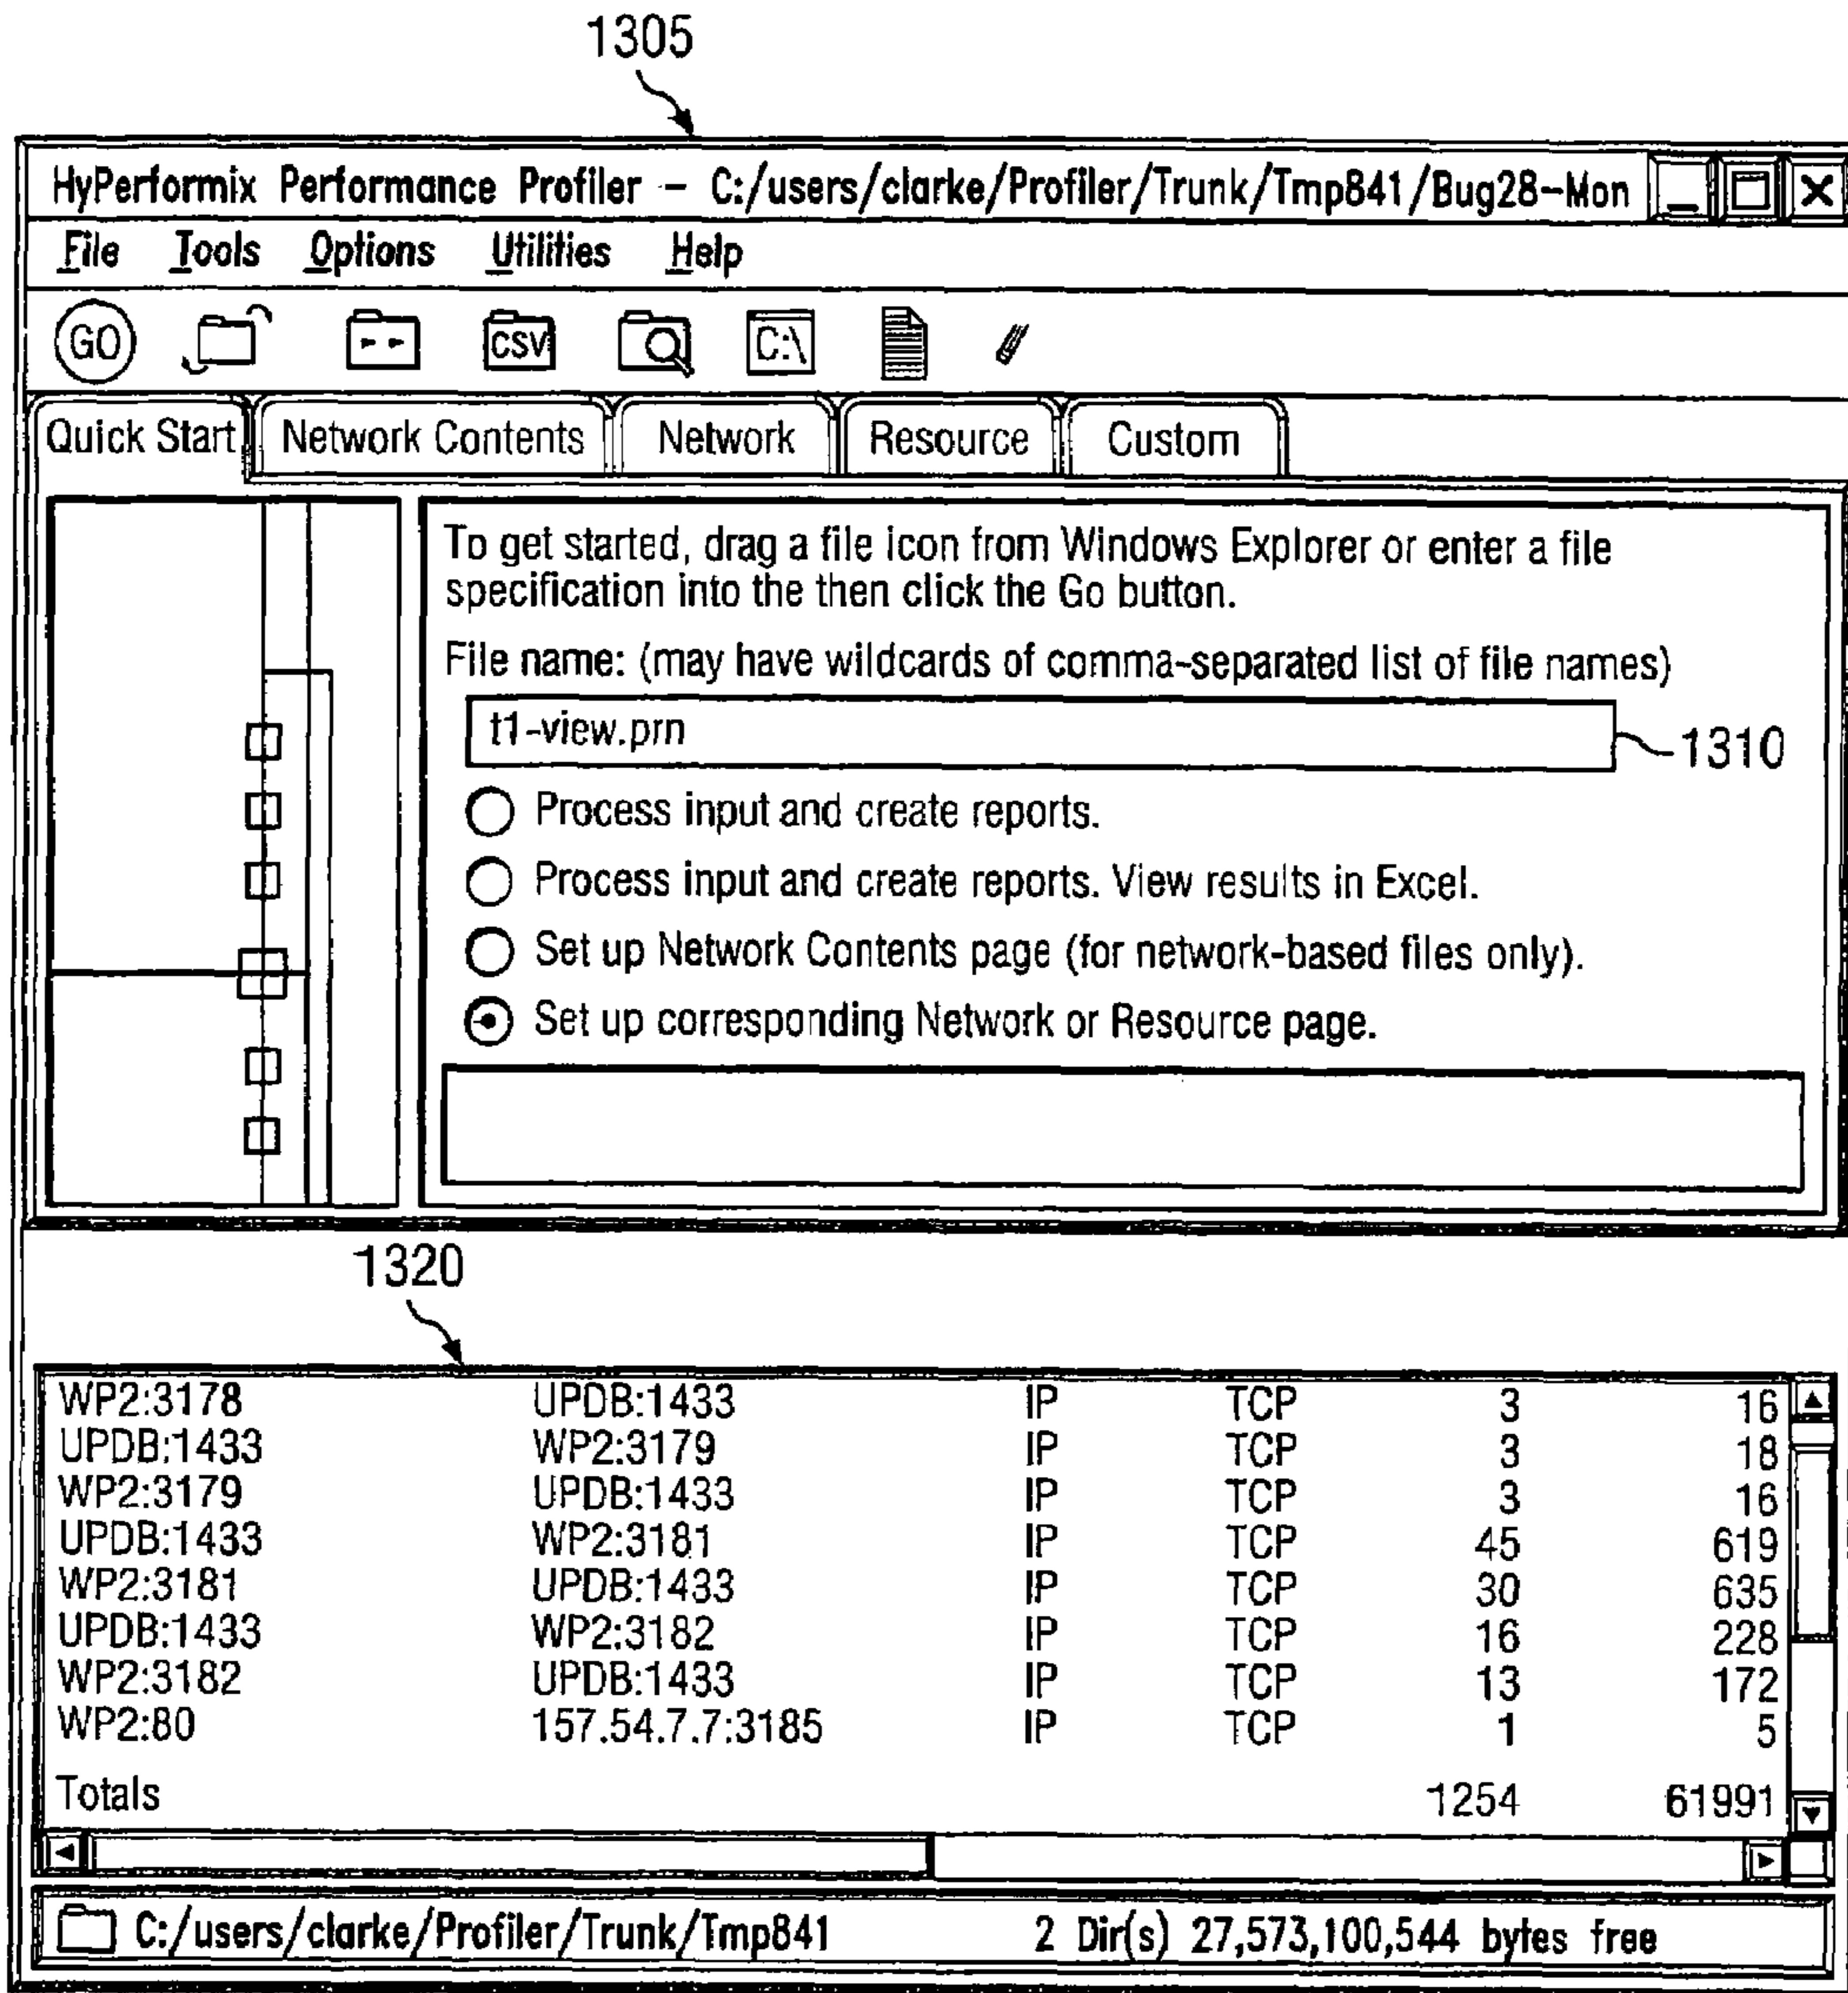 1305
HyPerformix Performance Profiler - C:/users/clarke/Profiler/Trunk/Tmp841/Bug28-Mon
File Tools Options Utilities Help
GO CSV C:\
Quick Start Network Contents Network Resource Custom
To get started, drag a file icon from Windows Explorer or enter a file
specification into the then click the Go button.
File name: (may have wildcards of comma-separated list of file names)
t1-view.prn
1310
Process input and create reports.
Process input and create reports. View results in Excel.
Set up Network Contents page (for network-based files only).
Set up corresponding Network or Resource page.
1320
WP2:3178 UPDB:1433 IP TCP 3 16
UPDB:1433 WP2:3179 IP TCP 3 18
WP2:3179 UPDB:1433 IP TCP 3 16
UPDB:1433 WP2:3181 IP TCP 45 619
WP2:3181 UPDB:1433 IP TCP 30 635
UPDB:1433 WP2:3182 IP TCP 16 228
WP2:3182 UPDB:1433 IP TCP 13 172
WP2:80 157.54.7.7:3185 IP TCP 1 5
Totals 1254 61991
C:/users/clarke/Profiler/Trunk/Tmp841 2 Dir(s) 27,573,100,544 bytes free